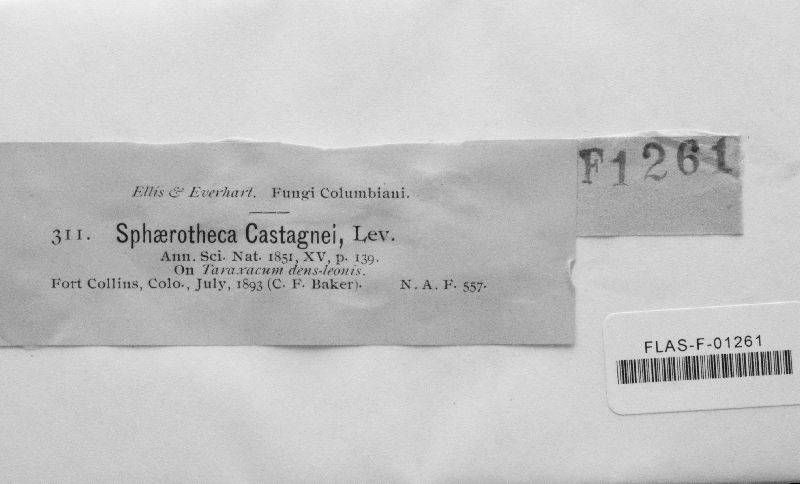 Ellis & Everhart. Fungi Columbiani.
311. Sphærotheca Castagnei, Lev.
Ann. Sci. Nat. 1851, XV, p. 139.
On Taraxacum dens-leonis.
Fort Collins, Colo., July, 1893 (C. F. Baker). N. A. F. 557.
F1261
FLAS-F-01261